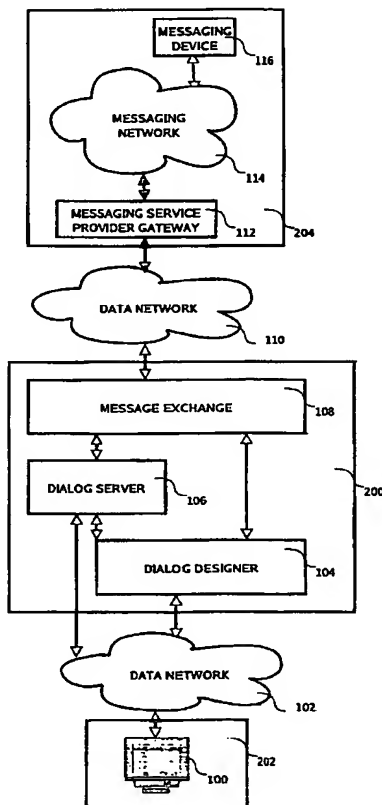 MESSAGING
DEVICE
116
MESSAGING
NETWORK
114
MESSAGING SERVICE
PROVIDER GATEWAY
112
204
DATA NETWORK
110
MESSAGE EXCHANGE
108
DIALOG SERVER
106
200
DIALOG DESIGNER
104
DATA NETWORK
102
100
202